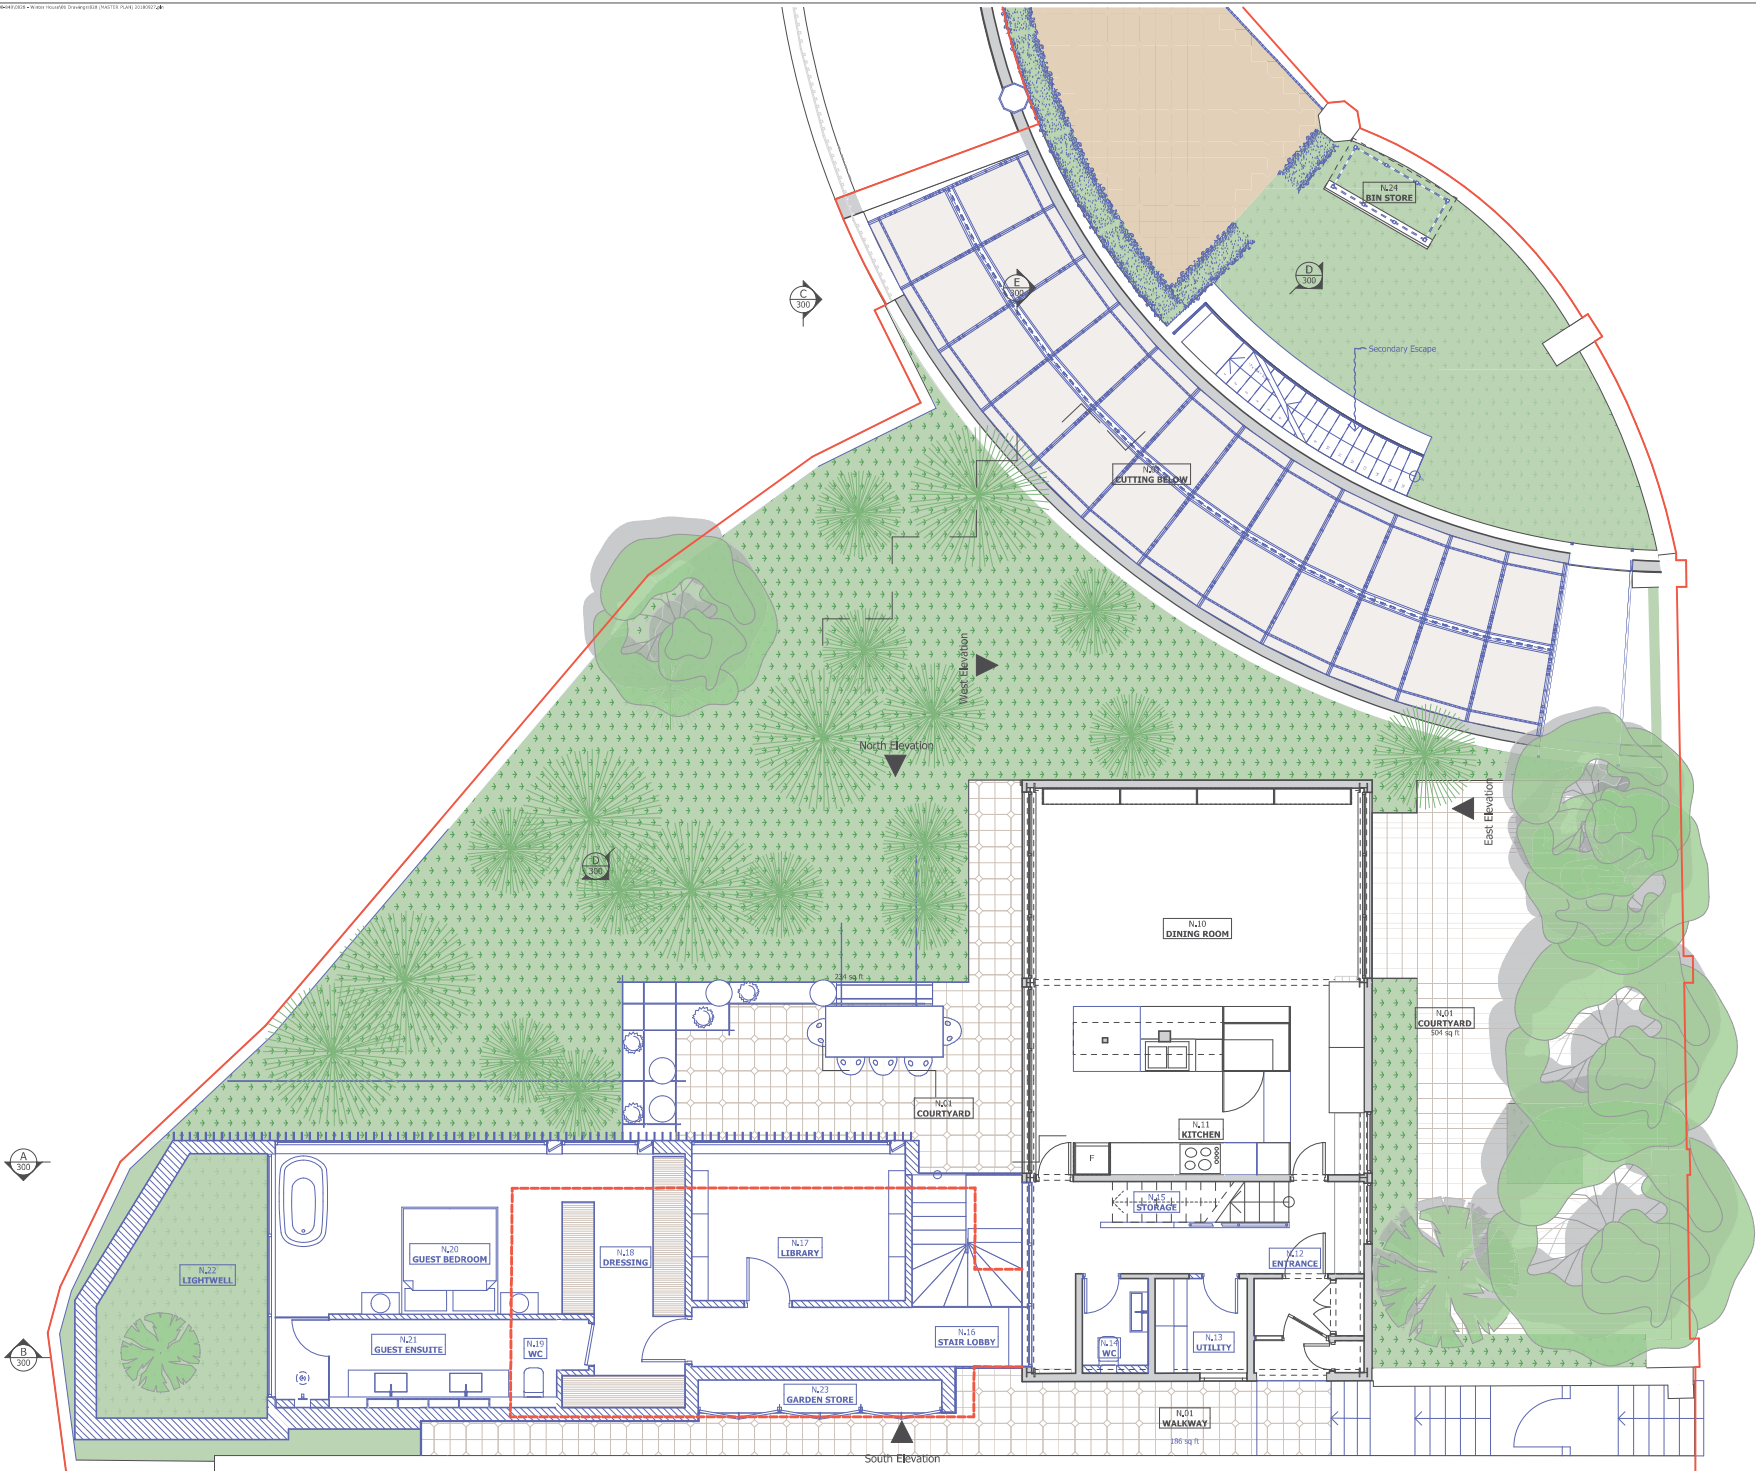 N.24
BIN STORE
D
300
C
300
E
300
Secondary Escape
CUTTING BELOW
West Elevation
North Elevation
East Elevation
D
300
N.10
DINING ROOM
234 sq ft
N.01
COURTYARD
504 sq ft
N.01
COURTYARD
N.11
KITCHEN
F
A
300
N.15
STORAGE
N.20
GUEST BEDROOM
N.18
DRESSING
N.17
LIBRARY
N.12
ENTRANCE
N.22
LIGHTWELL
N.21
GUEST ENSUITE
N.19
WC
N.16
STAIR LOBBY
N.14
WC
N.13
UTILITY
B
300
N.23
GARDEN STORE
N.01
WALKWAY
186 sq ft
South Elevation